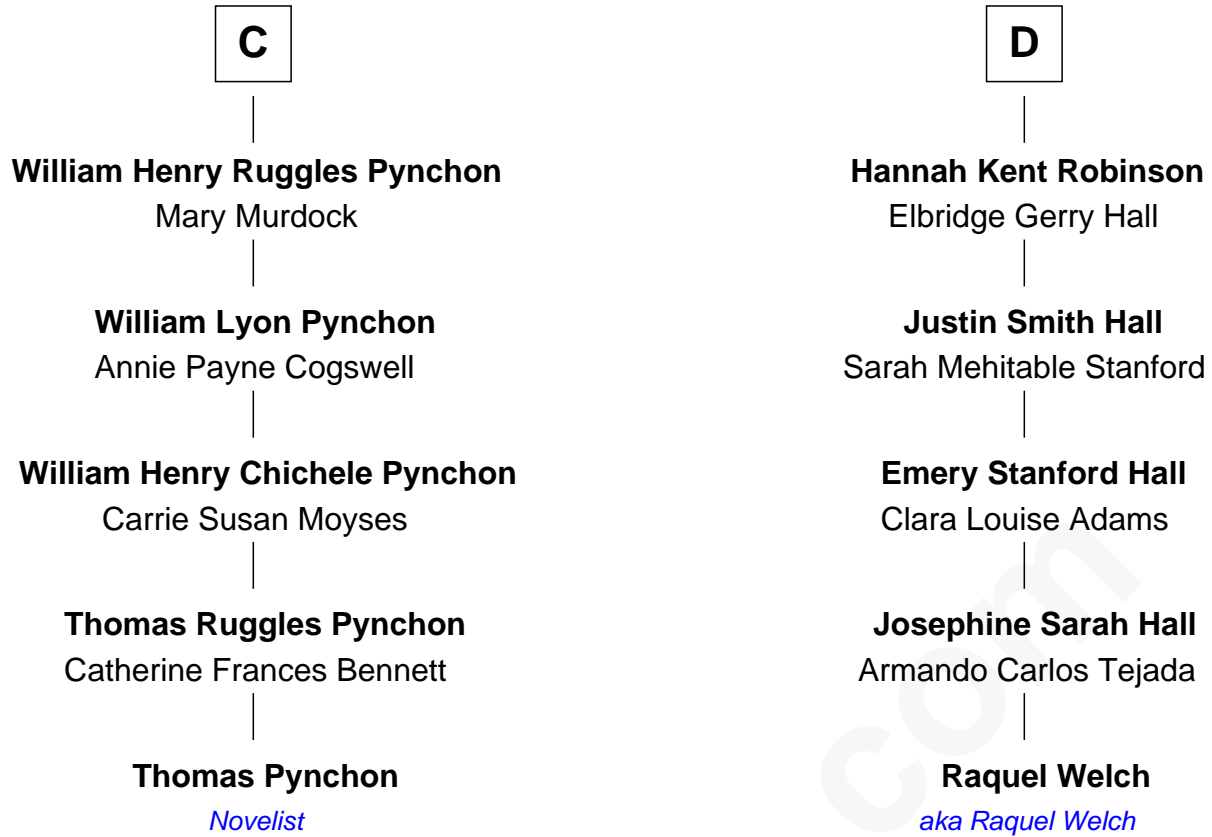 C
D
William Henry Ruggles Pynchon
Mary Murdock
Hannah Kent Robinson
Elbridge Gerry Hall
William Lyon Pynchon
Annie Payne Cogswell
Justin Smith Hall
Sarah Mehitable Stanford
William Henry Chichele Pynchon
Carrie Susan Moyses
Emery Stanford Hall
Clara Louise Adams
Thomas Ruggles Pynchon
Catherine Frances Bennett
Josephine Sarah Hall
Armando Carlos Tejada
Thomas Pynchon
Novelist
Raquel Welch
aka Raquel Welch
com